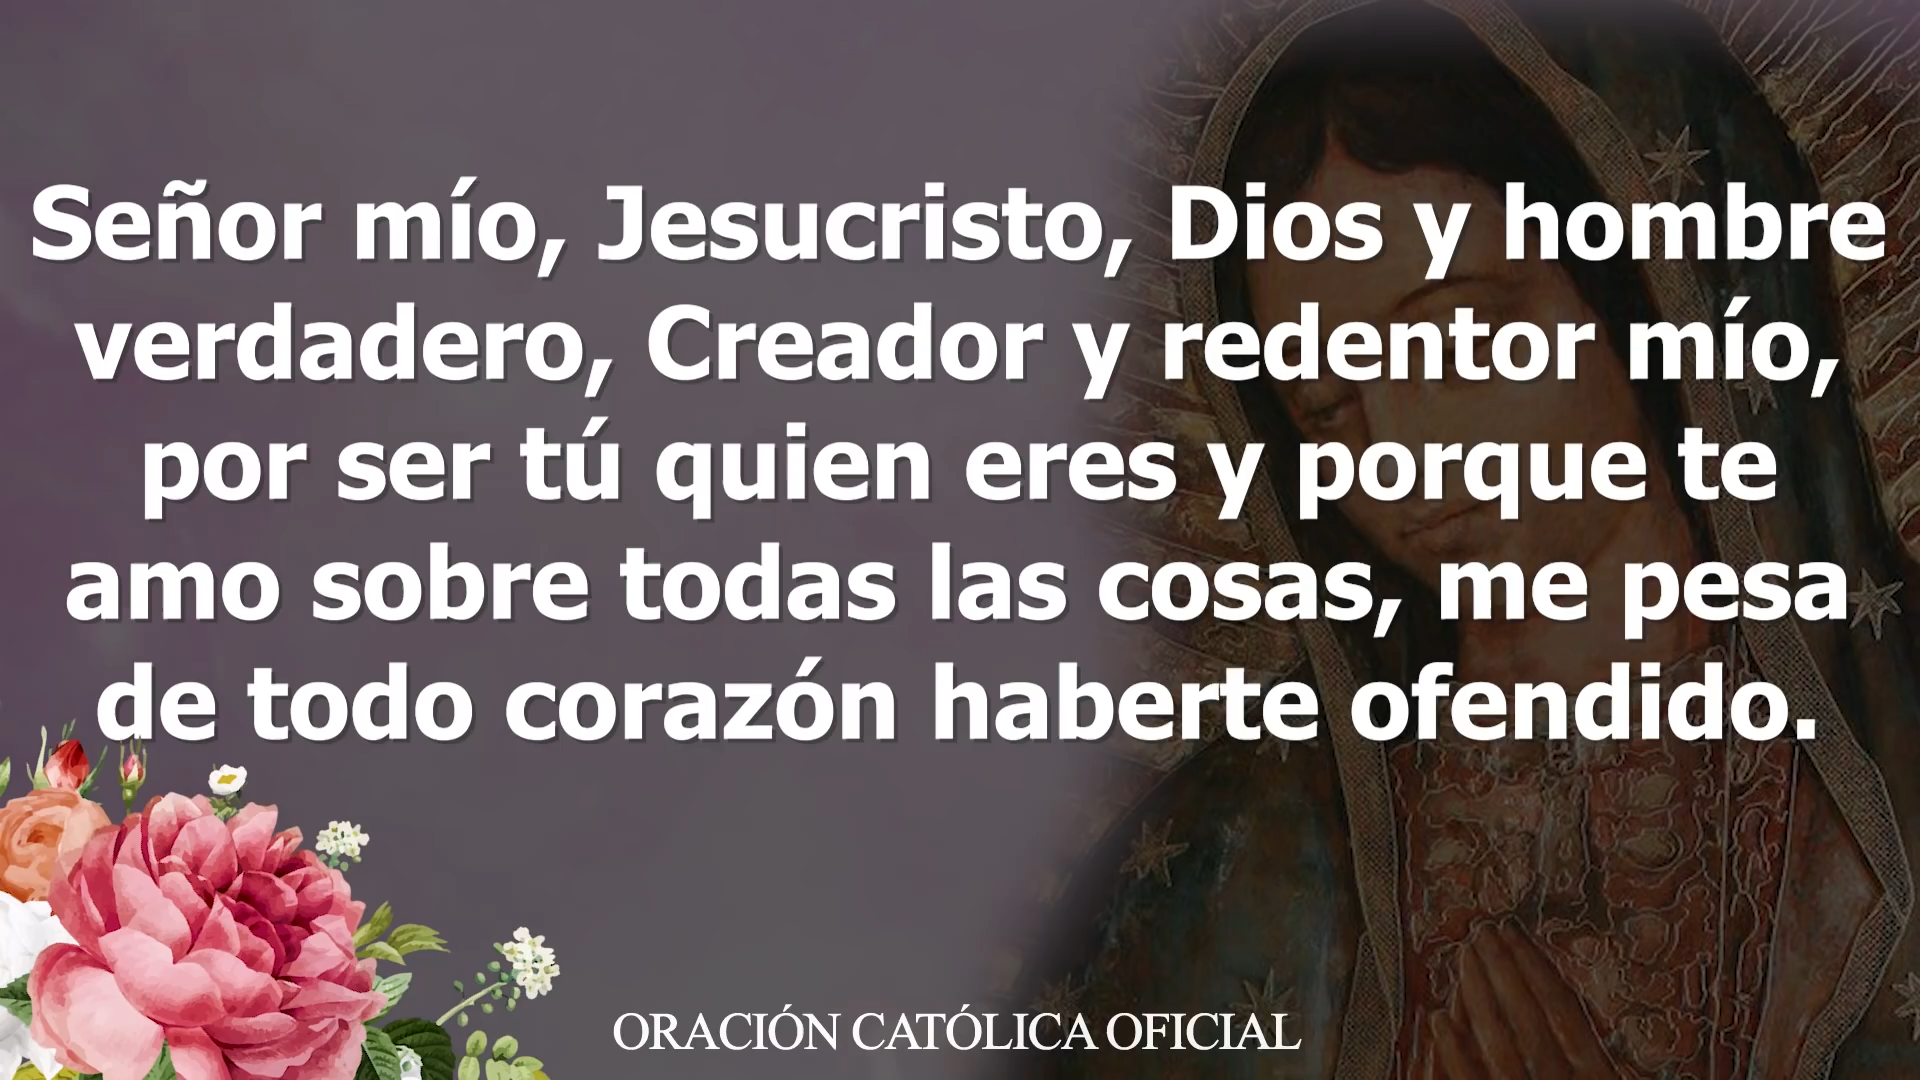 Señor mío, Jesucristo, Dios y hombre
verdadero, Creador y redentor mío,
por ser tú quien eres y porque te
amo sobre todas las cosas, me pesa
de todo corazón haberte ofendido.
ORACIÓN CATÓLICA OFICIAL